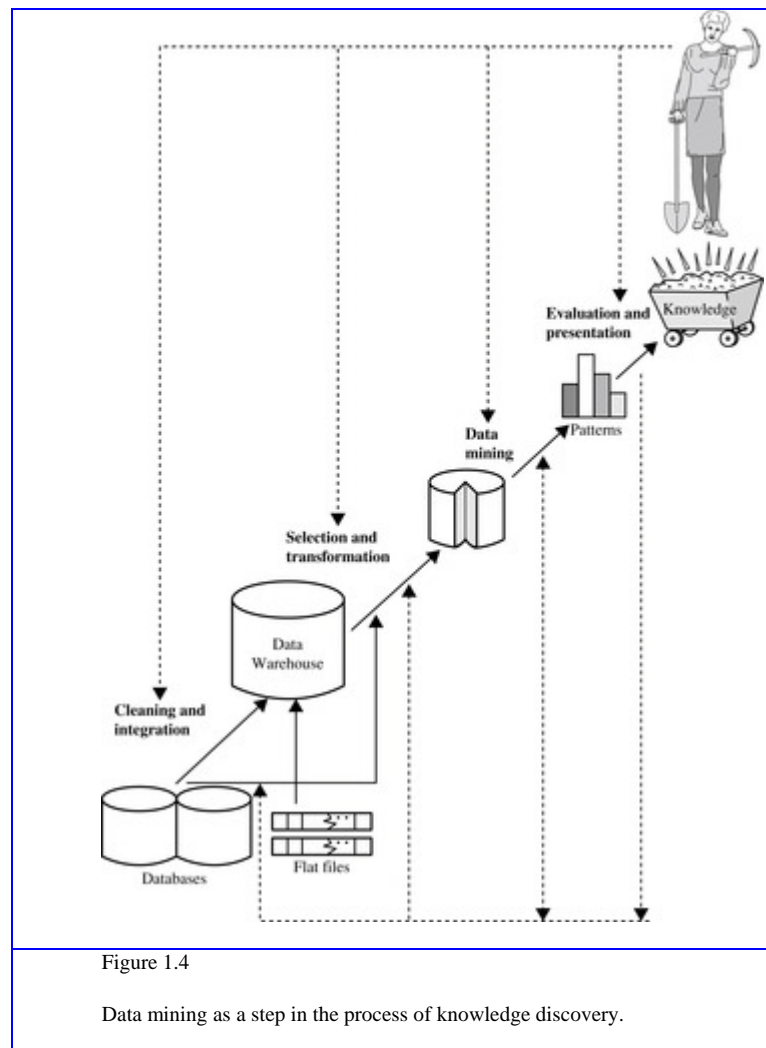 Knowledge
Evaluation and
presentation
Patterns
Data
mining
Selection and
transformation
Data
Warehouse
Cleaning and
integration
Flat files
Databases
Figure 1.4
Data mining as a step in the process of knowledge discovery.